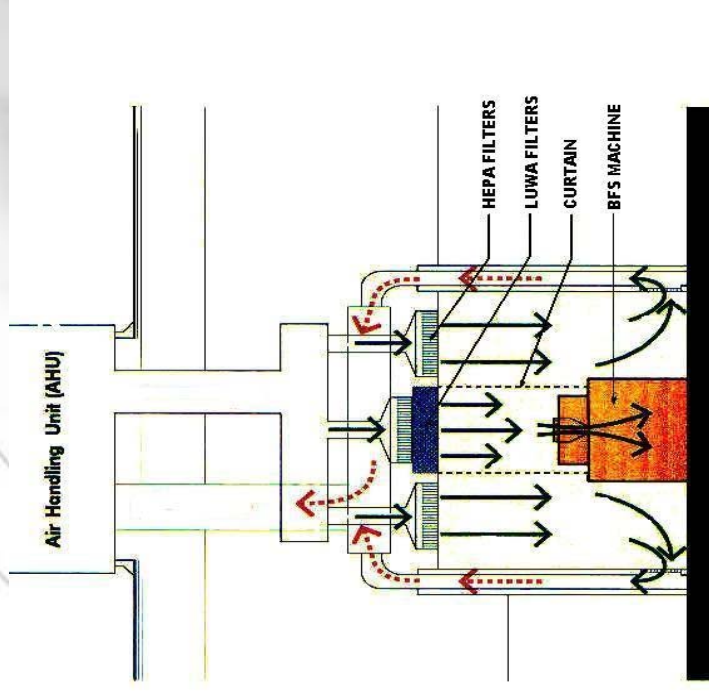 Air Handling Unit (AHU)
HEPA FILTERS
LUWA FILTERS
CURTAIN
BFS MACHINE